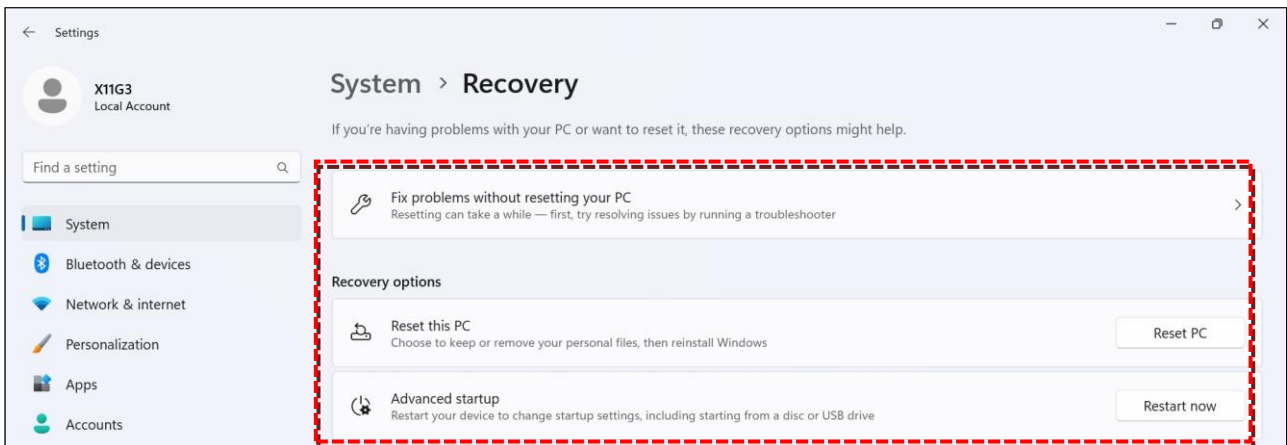 Settings
X11G3
Local Account
Find a setting
System
Bluetooth & devices
Network & internet
Personalization
Apps
Accounts
System > Recovery
If you're having problems with your PC or want to reset it, these recovery options might help.
Fix problems without resetting your PC
Resetting can take a while — first, try resolving issues by running a troubleshooter
Recovery options
Reset this PC
Choose to keep or remove your personal files, then reinstall Windows
Reset PC
Advanced startup
Restart your device to change startup settings, including starting from a disc or USB drive
Restart now